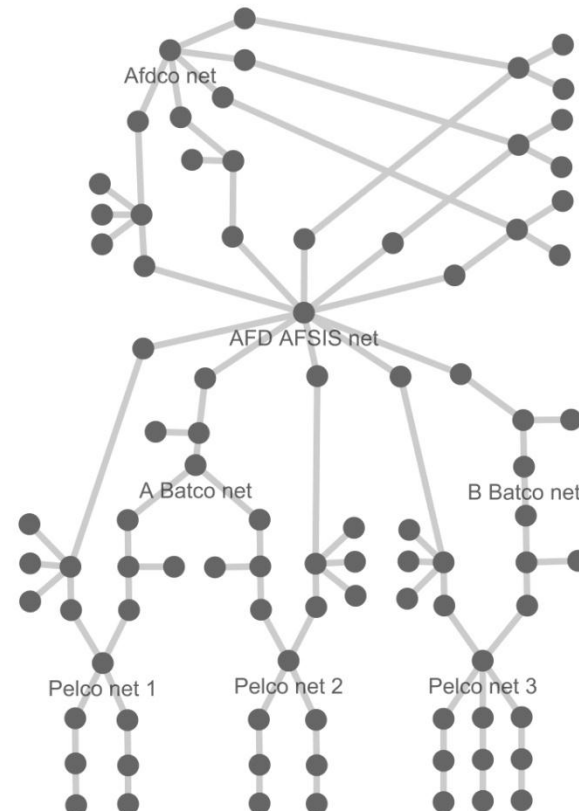 Afdco net
AFD AFSIS net
A Batco net
B Batco net
Pelco net 1
Pelco net 2
Pelco net 3